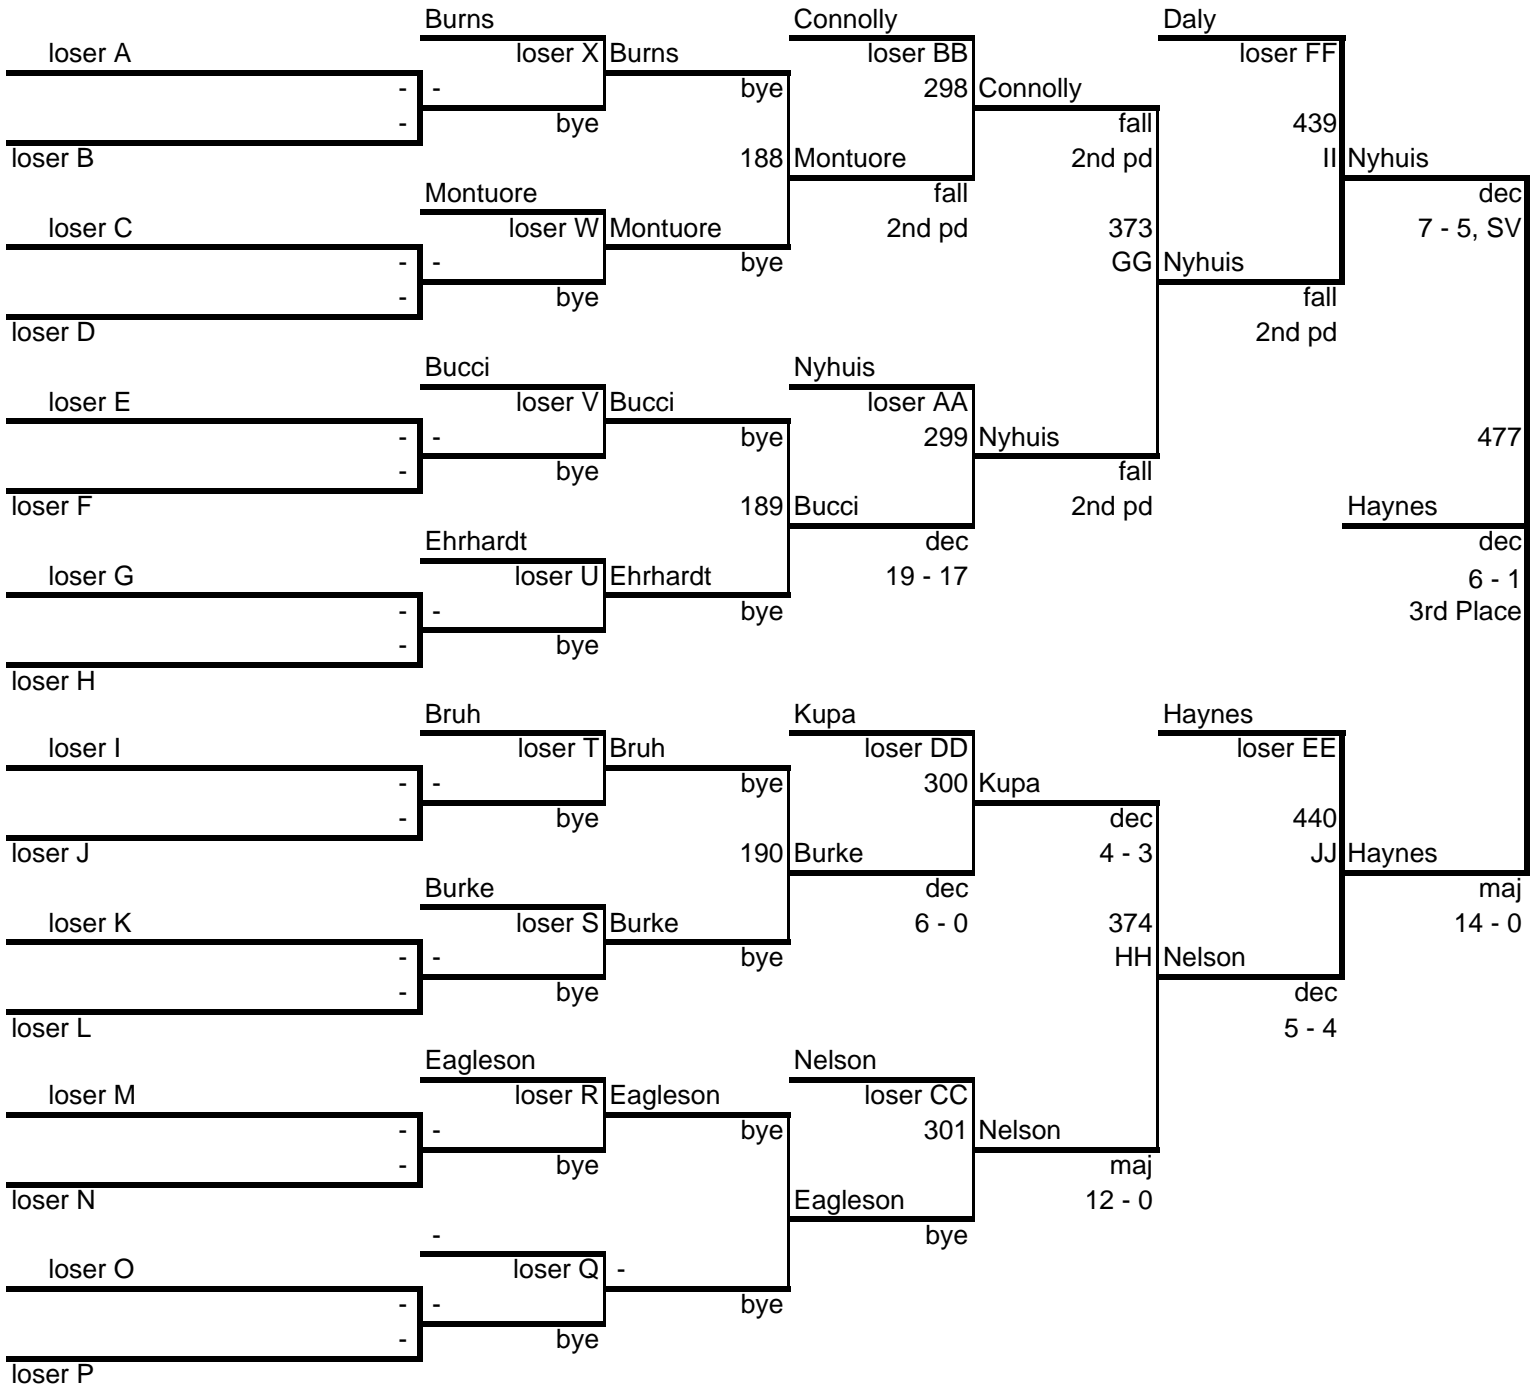 Burns Connolly Daly
loser A loser X Burns loser BB loser FF
- - bye 298 Connolly
- bye fall 439
loser B 188 Montuore 2nd pd II Nyhuis
Montuore fall dec
loser C loser W Montuore 2nd pd 373 7 - 5, SV
- - bye GG Nyhuis
- bye fall
loser D 2nd pd
Bucci Nyhuis
loser E loser V Bucci loser AA
- - bye 299 Nyhuis 477
- bye fall
loser F 189 Bucci 2nd pd Haynes
Ehrhardt dec dec
loser G loser U Ehrhardt 19 - 17 6 - 1
- - bye 3rd Place
- bye
loser H
Bruh Kupa Haynes
loser I loser T Bruh loser DD loser EE
- - bye 300 Kupa
- bye dec 440
loser J 190 Burke 4 - 3 JJ Haynes
Burke dec maj
loser K loser S Burke 6 - 0 374 14 - 0
- - bye HH Nelson
- bye dec
loser L 5 - 4
Eagleson Nelson
loser M loser R Eagleson loser CC
- - bye 301 Nelson
- bye maj
loser N Eagleson 12 - 0
- bye
loser O loser Q -
- - bye
- bye
loser P